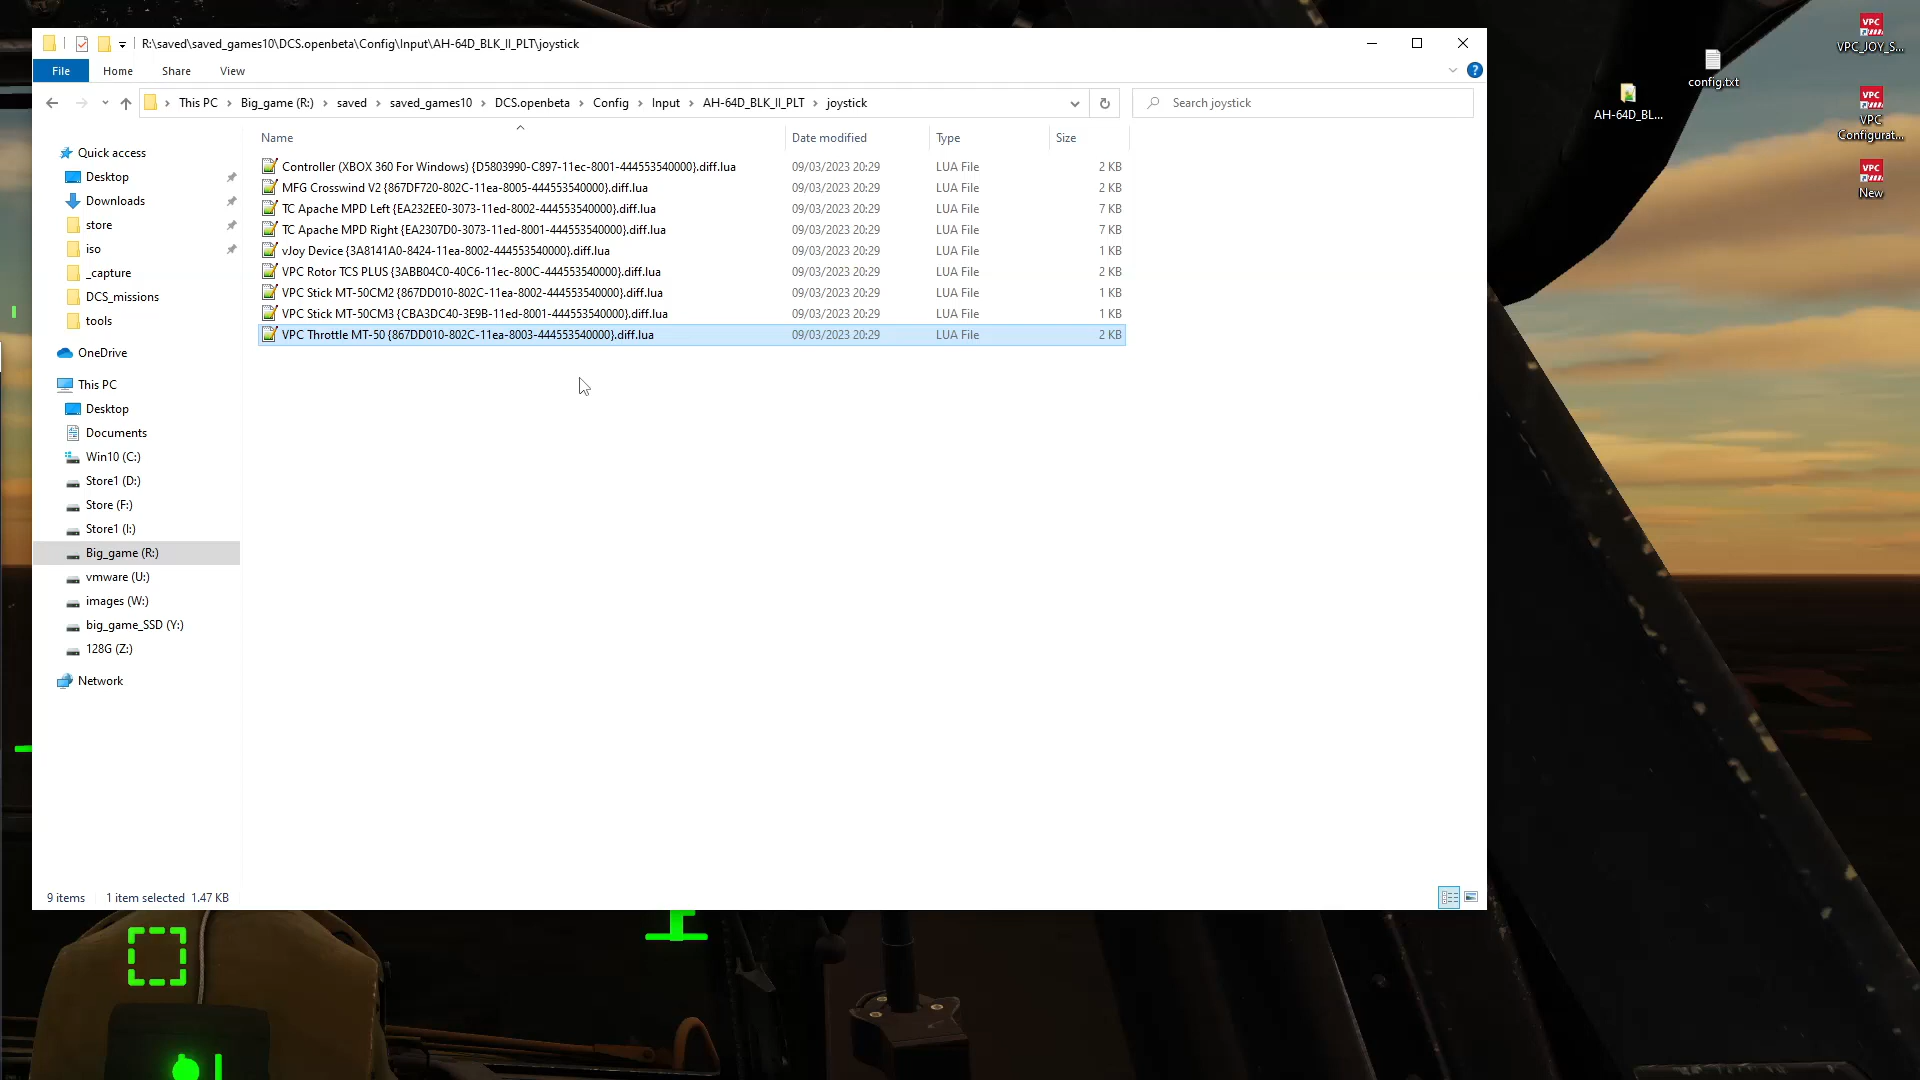 R:\saved\saved_games10\DCS.openbeta\Config\Input\AH-64D_BLK_II_PLT\joystick
File Home Share View
This PC Big_game (R:) saved saved_games10 DCS.openbeta Config Input AH-64D_BLK_II_PLT joystick
Search joystick
Name Date modified Type Size
Controller (XBOX 360 For Windows) {D5803990-C897-11ec-8001-444553540000}.diff.lua 09/03/2023 20:29 LUA File 2 KB
MFG Crosswind V2 {867DF720-802C-11ea-8005-444553540000}.diff.lua 09/03/2023 20:29 LUA File 2 KB
TC Apache MPD Left {EA232EE0-3073-11ed-8002-444553540000}.diff.lua 09/03/2023 20:29 LUA File 7 KB
TC Apache MPD Right {EA2307D0-3073-11ed-8001-444553540000}.diff.lua 09/03/2023 20:29 LUA File 7 KB
vJoy Device {3A8141A0-8424-11ea-8002-444553540000}.diff.lua 09/03/2023 20:29 LUA File 1 KB
VPC Rotor TCS PLUS {3ABB04C0-40C6-11ec-800C-444553540000}.diff.lua 09/03/2023 20:29 LUA File 2 KB
VPC Stick MT-50CM2 {867DD010-802C-11ea-8002-444553540000}.diff.lua 09/03/2023 20:29 LUA File 1 KB
VPC Stick MT-50CM3 {CBA3DC40-3E9B-11ed-8001-444553540000}.diff.lua 09/03/2023 20:29 LUA File 1 KB
VPC Throttle MT-50 {867DD010-802C-11ea-8003-444553540000}.diff.lua 09/03/2023 20:29 LUA File 2 KB
Quick access
Desktop
Downloads
store
iso
_capture
DCS_missions
tools
OneDrive
This PC
Desktop
Documents
Win10 (C:)
Store1 (D:)
Store (F:)
Store1 (I:)
Big_game (R:)
vmware (U:)
images (W:)
big_game_SSD (Y:)
128G (Z:)
Network
9 items 1 item selected 1.47 KB
AH-64D_BL...
config.txt
VPC
VPC_JOY_S...
VPC
VPC
Configurat...
VPC
New